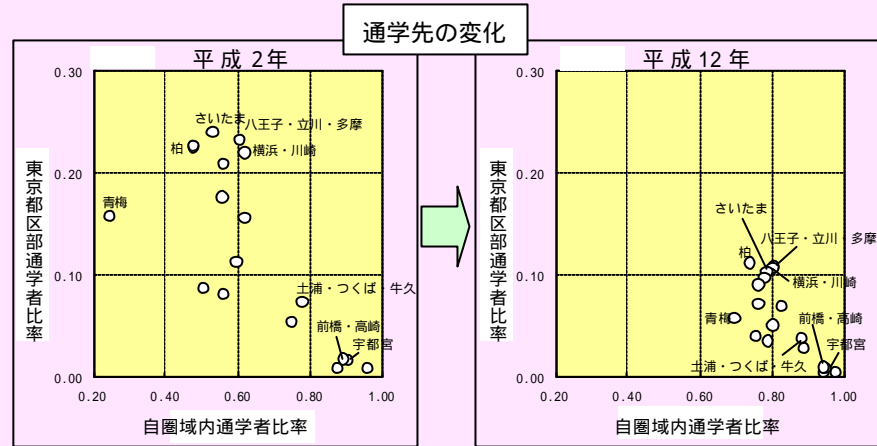 通学先の変化
平成2年
0.30
0.20
0.10
0.00
東京都区部通学者比率
さいたま
八王子・立川・多摩
柏
横浜・川崎
青梅
土浦・つくば・牛久
前橋・高崎
宇都宮
0.20
0.40
0.60
0.80
1.00
自圏域内通学者比率
平成12年
0.30
0.20
0.10
0.00
東京都区部通学者比率
さいたま
八王子・立川・多摩
柏
横浜・川崎
青梅
前橋・高崎
宇都宮
土浦・つくば・牛久
0.20
0.40
0.60
0.80
1.00
自圏域内通学者比率